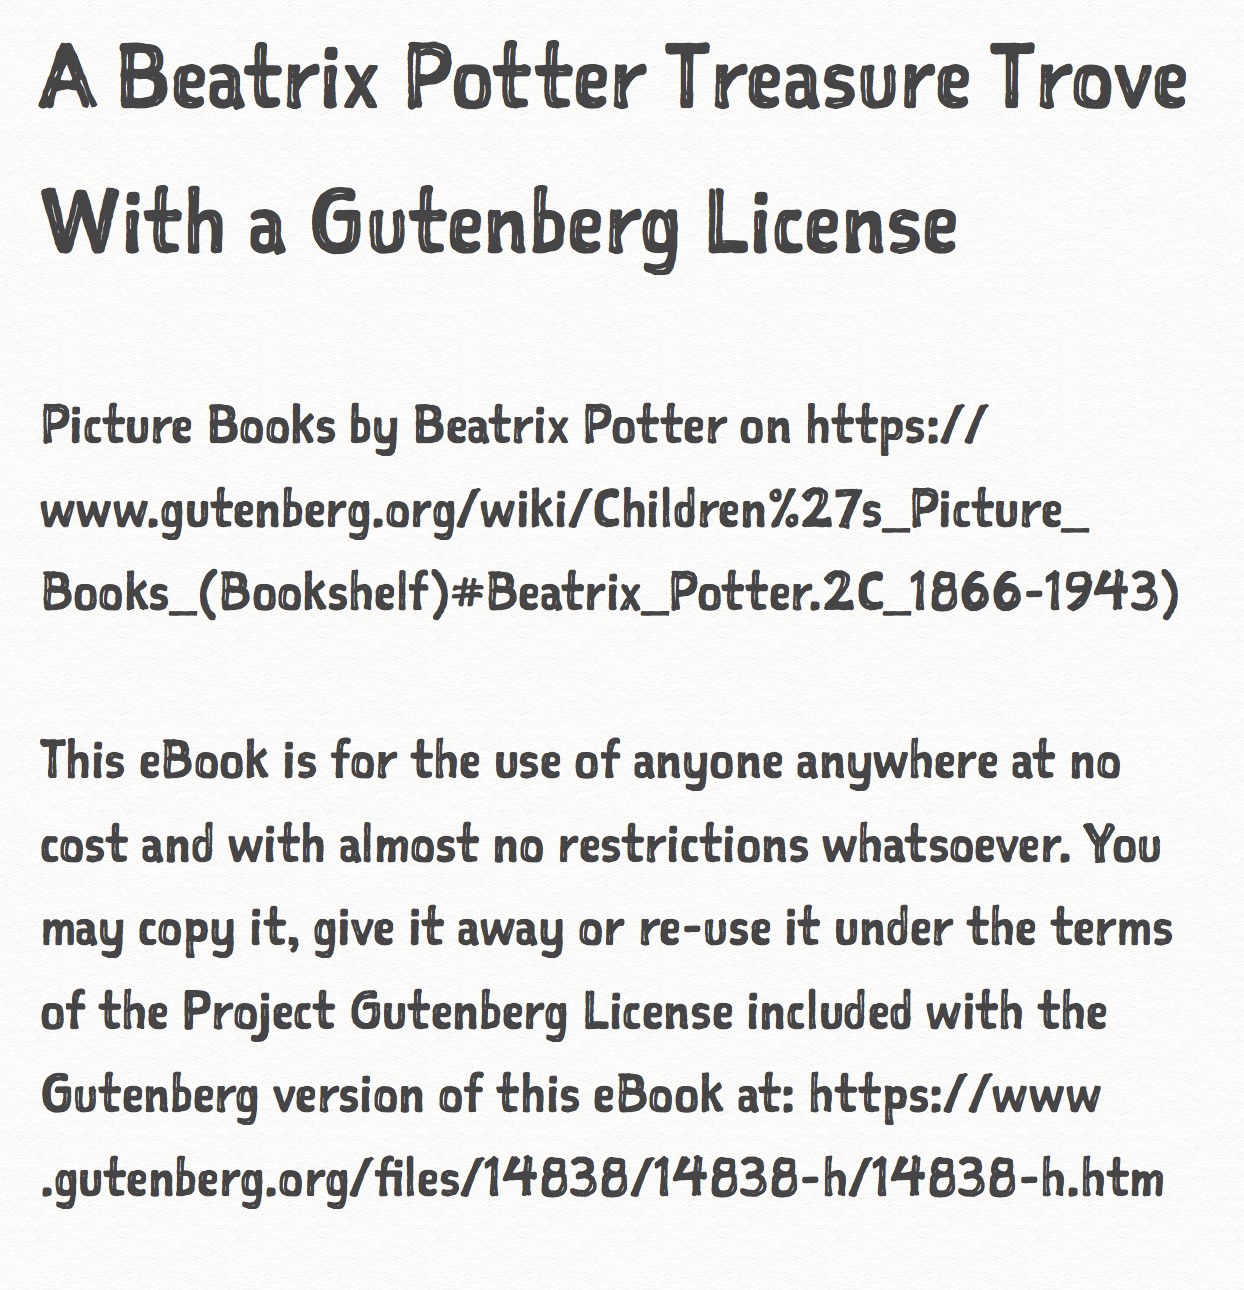 A Beatrix Potter Treasure Trove
With a Gutenberg License
Picture Books by Beatrix Potter on https://
www.gutenberg.org/wiki/Children%27s_Picture_
Books_(Bookshelf)#Beatrix_Potter.2C_1866-1943)
This eBook is for the use of anyone anywhere at no
cost and with almost no restrictions whatsoever. You
may copy it, give it away or re-use it under the terms
of the Project Gutenberg License included with the
Gutenberg version of this eBook at: https://www
.gutenberg.org/files/14838/14838-h/14838-h.htm